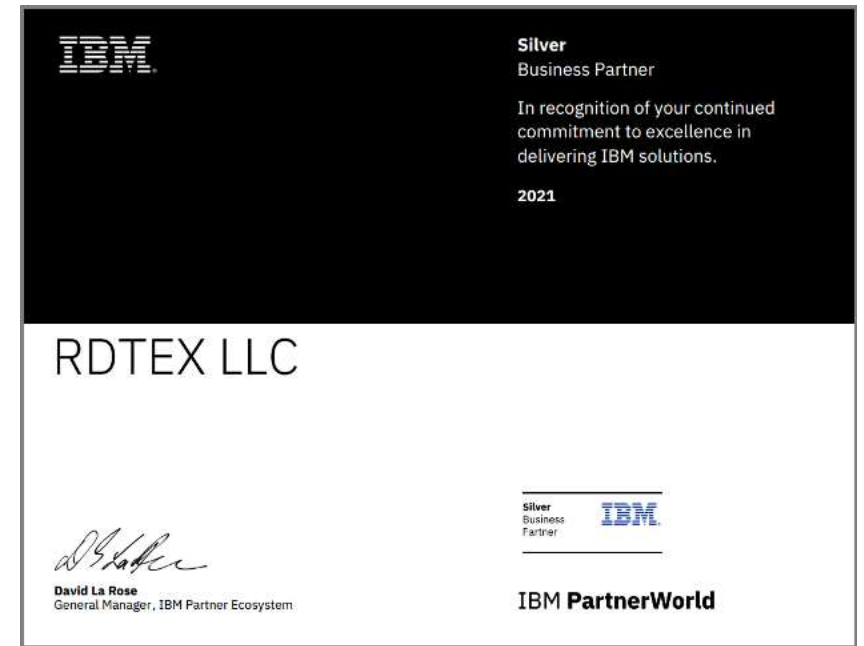 IBM
Silver
Business Partner
In recognition of your continued
commitment to excellence in
delivering IBM solutions.
2021
RDTEX LLC
David La Rose
General Manager, IBM Partner Ecosystem
Silver
Business
Partner
IBM
IBM PartnerWorld